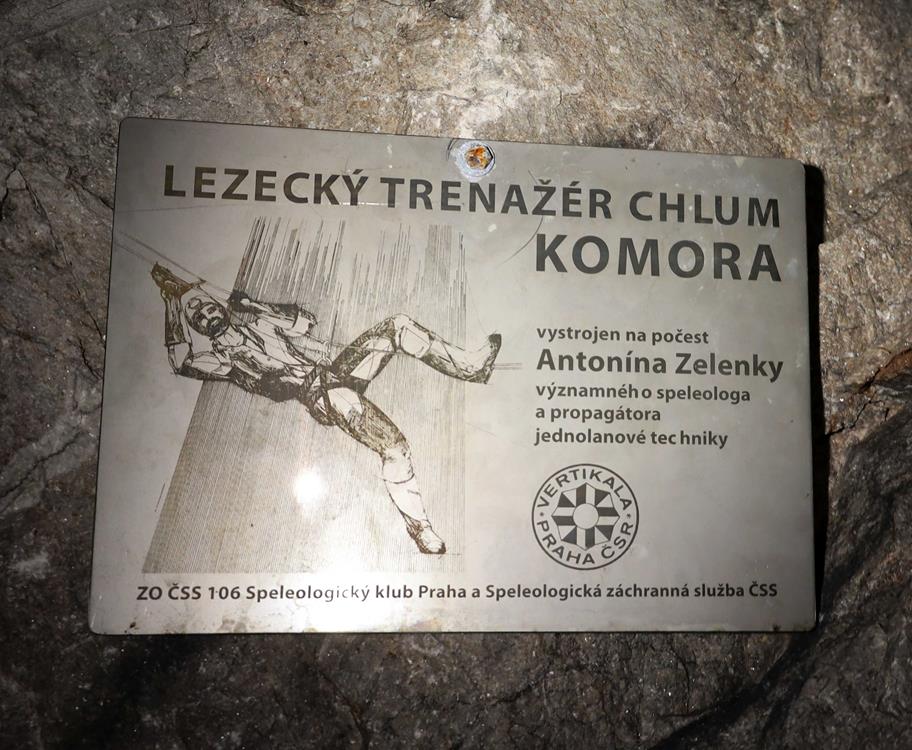 LEZECKÝ TRENAŽÉR CHLUM
KOMORA
vystrojen na počest
Antonína Zelenky
významného speleologa
a propagátora
jednolanové techniky
VERTIKALA
PRAHA ČSR
ZO ČSS 1-06 Speleologický klub Praha a Speleologická záchranná služba ČSS